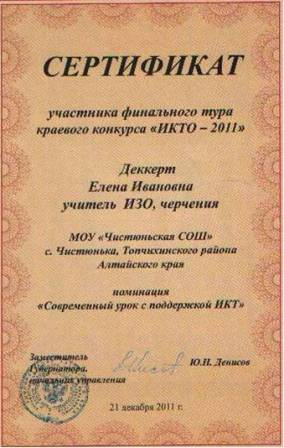 СЕРТИФИКАТ
участника финального тура
краевого конкурса «ИКТО – 2011»
Деккерт
Елена Ивановна
учитель ИЗО, черчения
МОУ «Чистюньская СОШ»
с. Чистюнька, Топчихинского района
Алтайского края
номинация
«Современный урок с поддержкой ИКТ»
Заместитель
Губернатора,
начальник управления
Ю.Н. Денисов
21 декабря 2011 г.